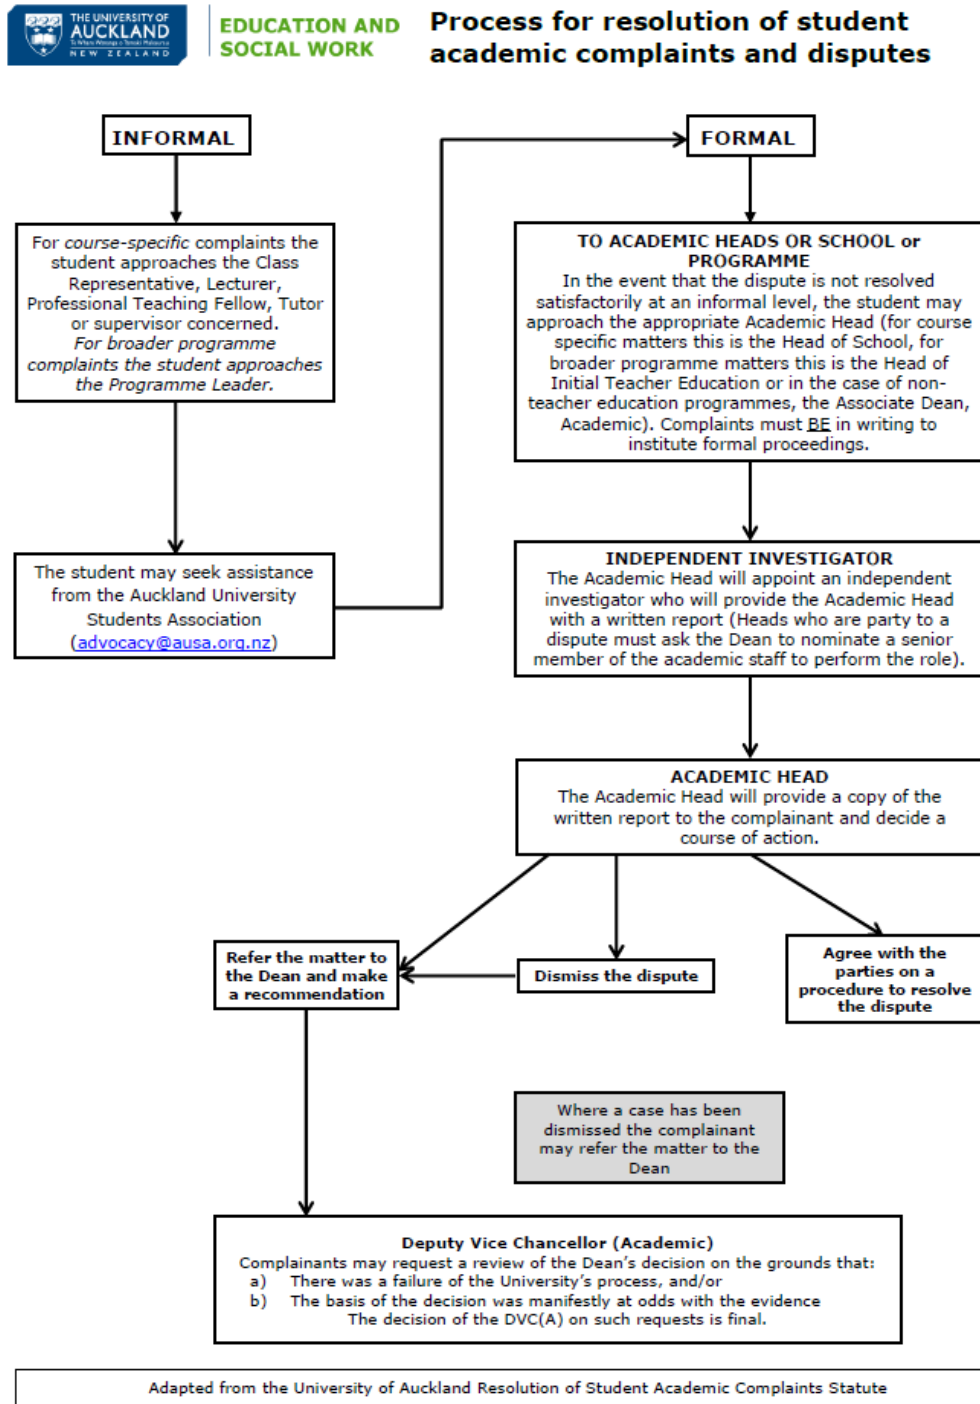 THE UNIVERSITY OF
AUCKLAND
Te Whare Wānanga o Tāmaki Makaurau
NEW ZEALAND
EDUCATION AND
SOCIAL WORK
Process for resolution of student
academic complaints and disputes
INFORMAL
For course-specific complaints the
student approaches the Class
Representative, Lecturer,
Professional Teaching Fellow, Tutor
or supervisor concerned.
For broader programme
complaints the student approaches
the Programme Leader.
The student may seek assistance
from the Auckland University
Students Association
(advocacy@ausa.org.nz)
FORMAL
TO ACADEMIC HEADS OR SCHOOL or
PROGRAMME
In the event that the dispute is not resolved
satisfactorily at an informal level, the student may
approach the appropriate Academic Head (for course
specific matters this is the Head of School, for
broader programme matters this is the Head of
Initial Teacher Education or in the case of non-
teacher education programmes, the Associate Dean,
Academic). Complaints must BE in writing to
institute formal proceedings.
INDEPENDENT INVESTIGATOR
The Academic Head will appoint an independent
investigator who will provide the Academic Head
with a written report (Heads who are party to a
dispute must ask the Dean to nominate a senior
member of the academic staff to perform the role).
ACADEMIC HEAD
The Academic Head will provide a copy of the
written report to the complainant and decide a
course of action.
Refer the matter to
the Dean and make
a recommendation
Dismiss the dispute
Agree with the
parties on a
procedure to resolve
the dispute
Where a case has been
dismissed the complainant
may refer the matter to the
Dean
Deputy Vice Chancellor (Academic)
Complainants may request a review of the Dean's decision on the grounds that:
a) There was a failure of the University's process, and/or
b) The basis of the decision was manifestly at odds with the evidence
The decision of the DVC(A) on such requests is final.
Adapted from the University of Auckland Resolution of Student Academic Complaints Statute